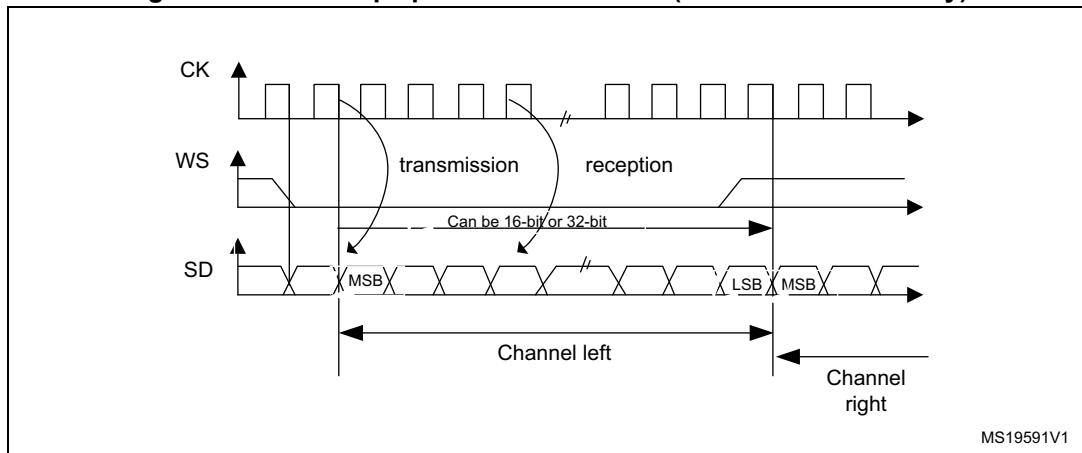 CK
WS
transmission
reception
Can be 16-bit or 32-bit
SD
MSB
LSB
MSB
Channel left
Channel
right
MS19591V1